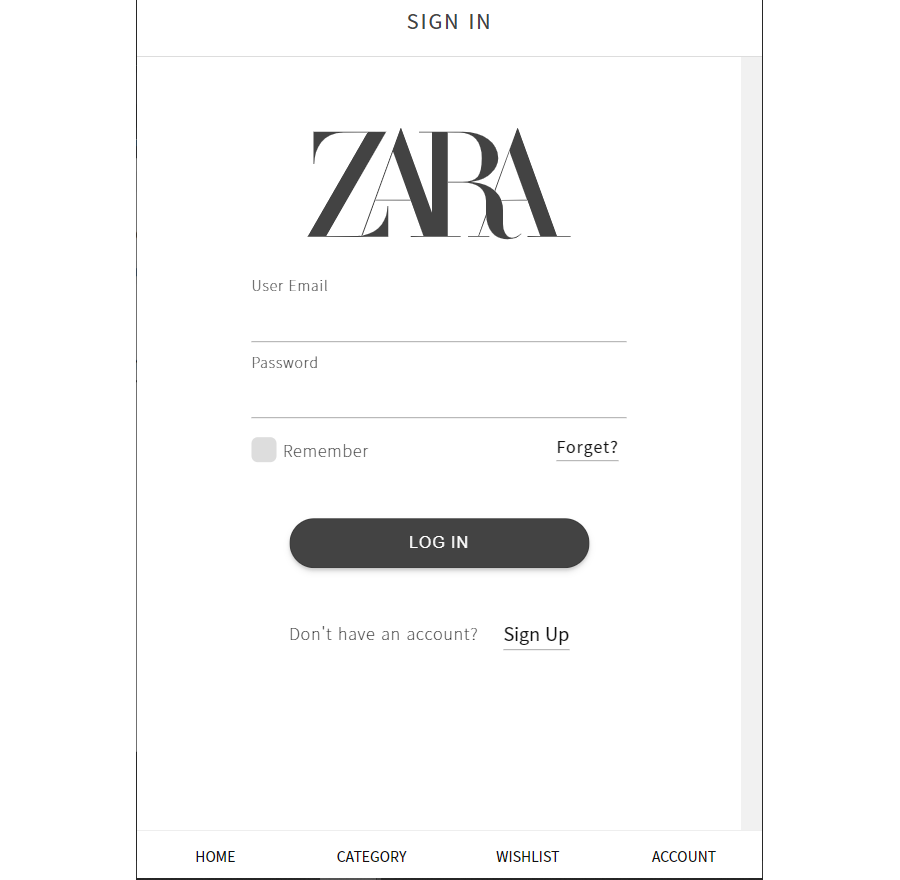 SIGN IN
ZARA
User Email
Password
Remember
Forget?
LOG IN
Don't have an account? Sign Up
HOME CATEGORY WISHLIST ACCOUNT